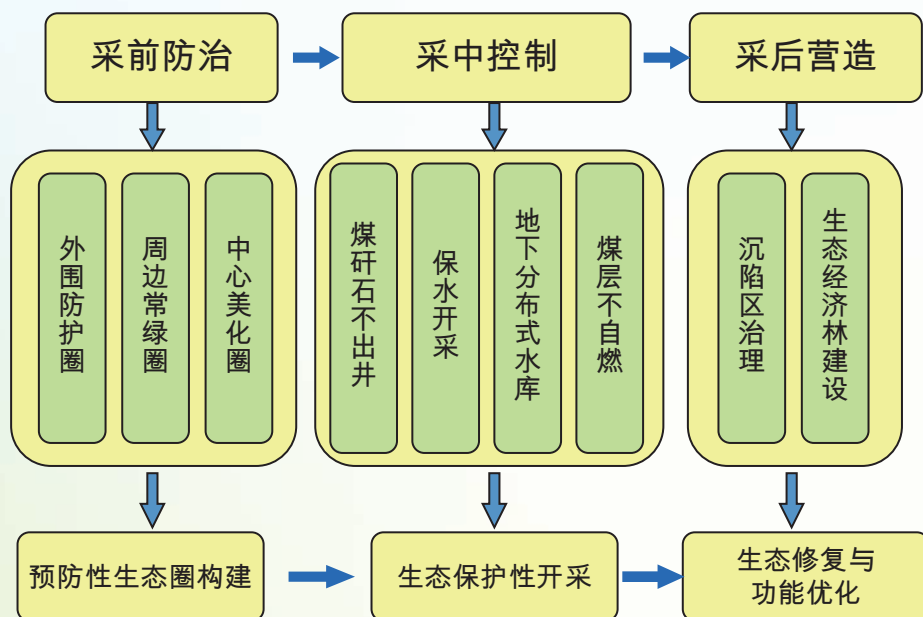 采前防治
采中控制
采后营造
外围防护圈
周边常绿圈
中心美化圈
煤矸石不出井
保水开采
地下分布式水库
煤层不自燃
沉陷区治理
生态经济林建设
预防性生态圈构建
生态保护性开采
生态修复与
功能优化